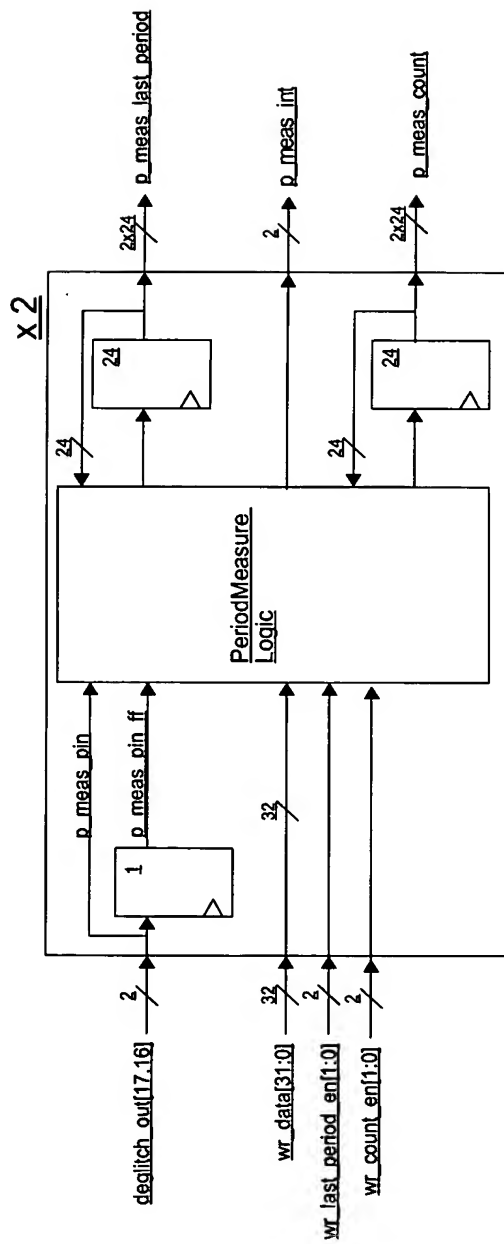 x 2
deglitch_out[17:16]
2
p_meas_pin
p_meas_pin_ff
1
wr_data[31:0]
32
32
wr_last_period_en[1:0]
2
wr_count_en[1:0]
2
PeriodMeasure
Logic
24
24
2x24
p_meas_last_period
2
p_meas_int
24
24
2x24
p_meas_count